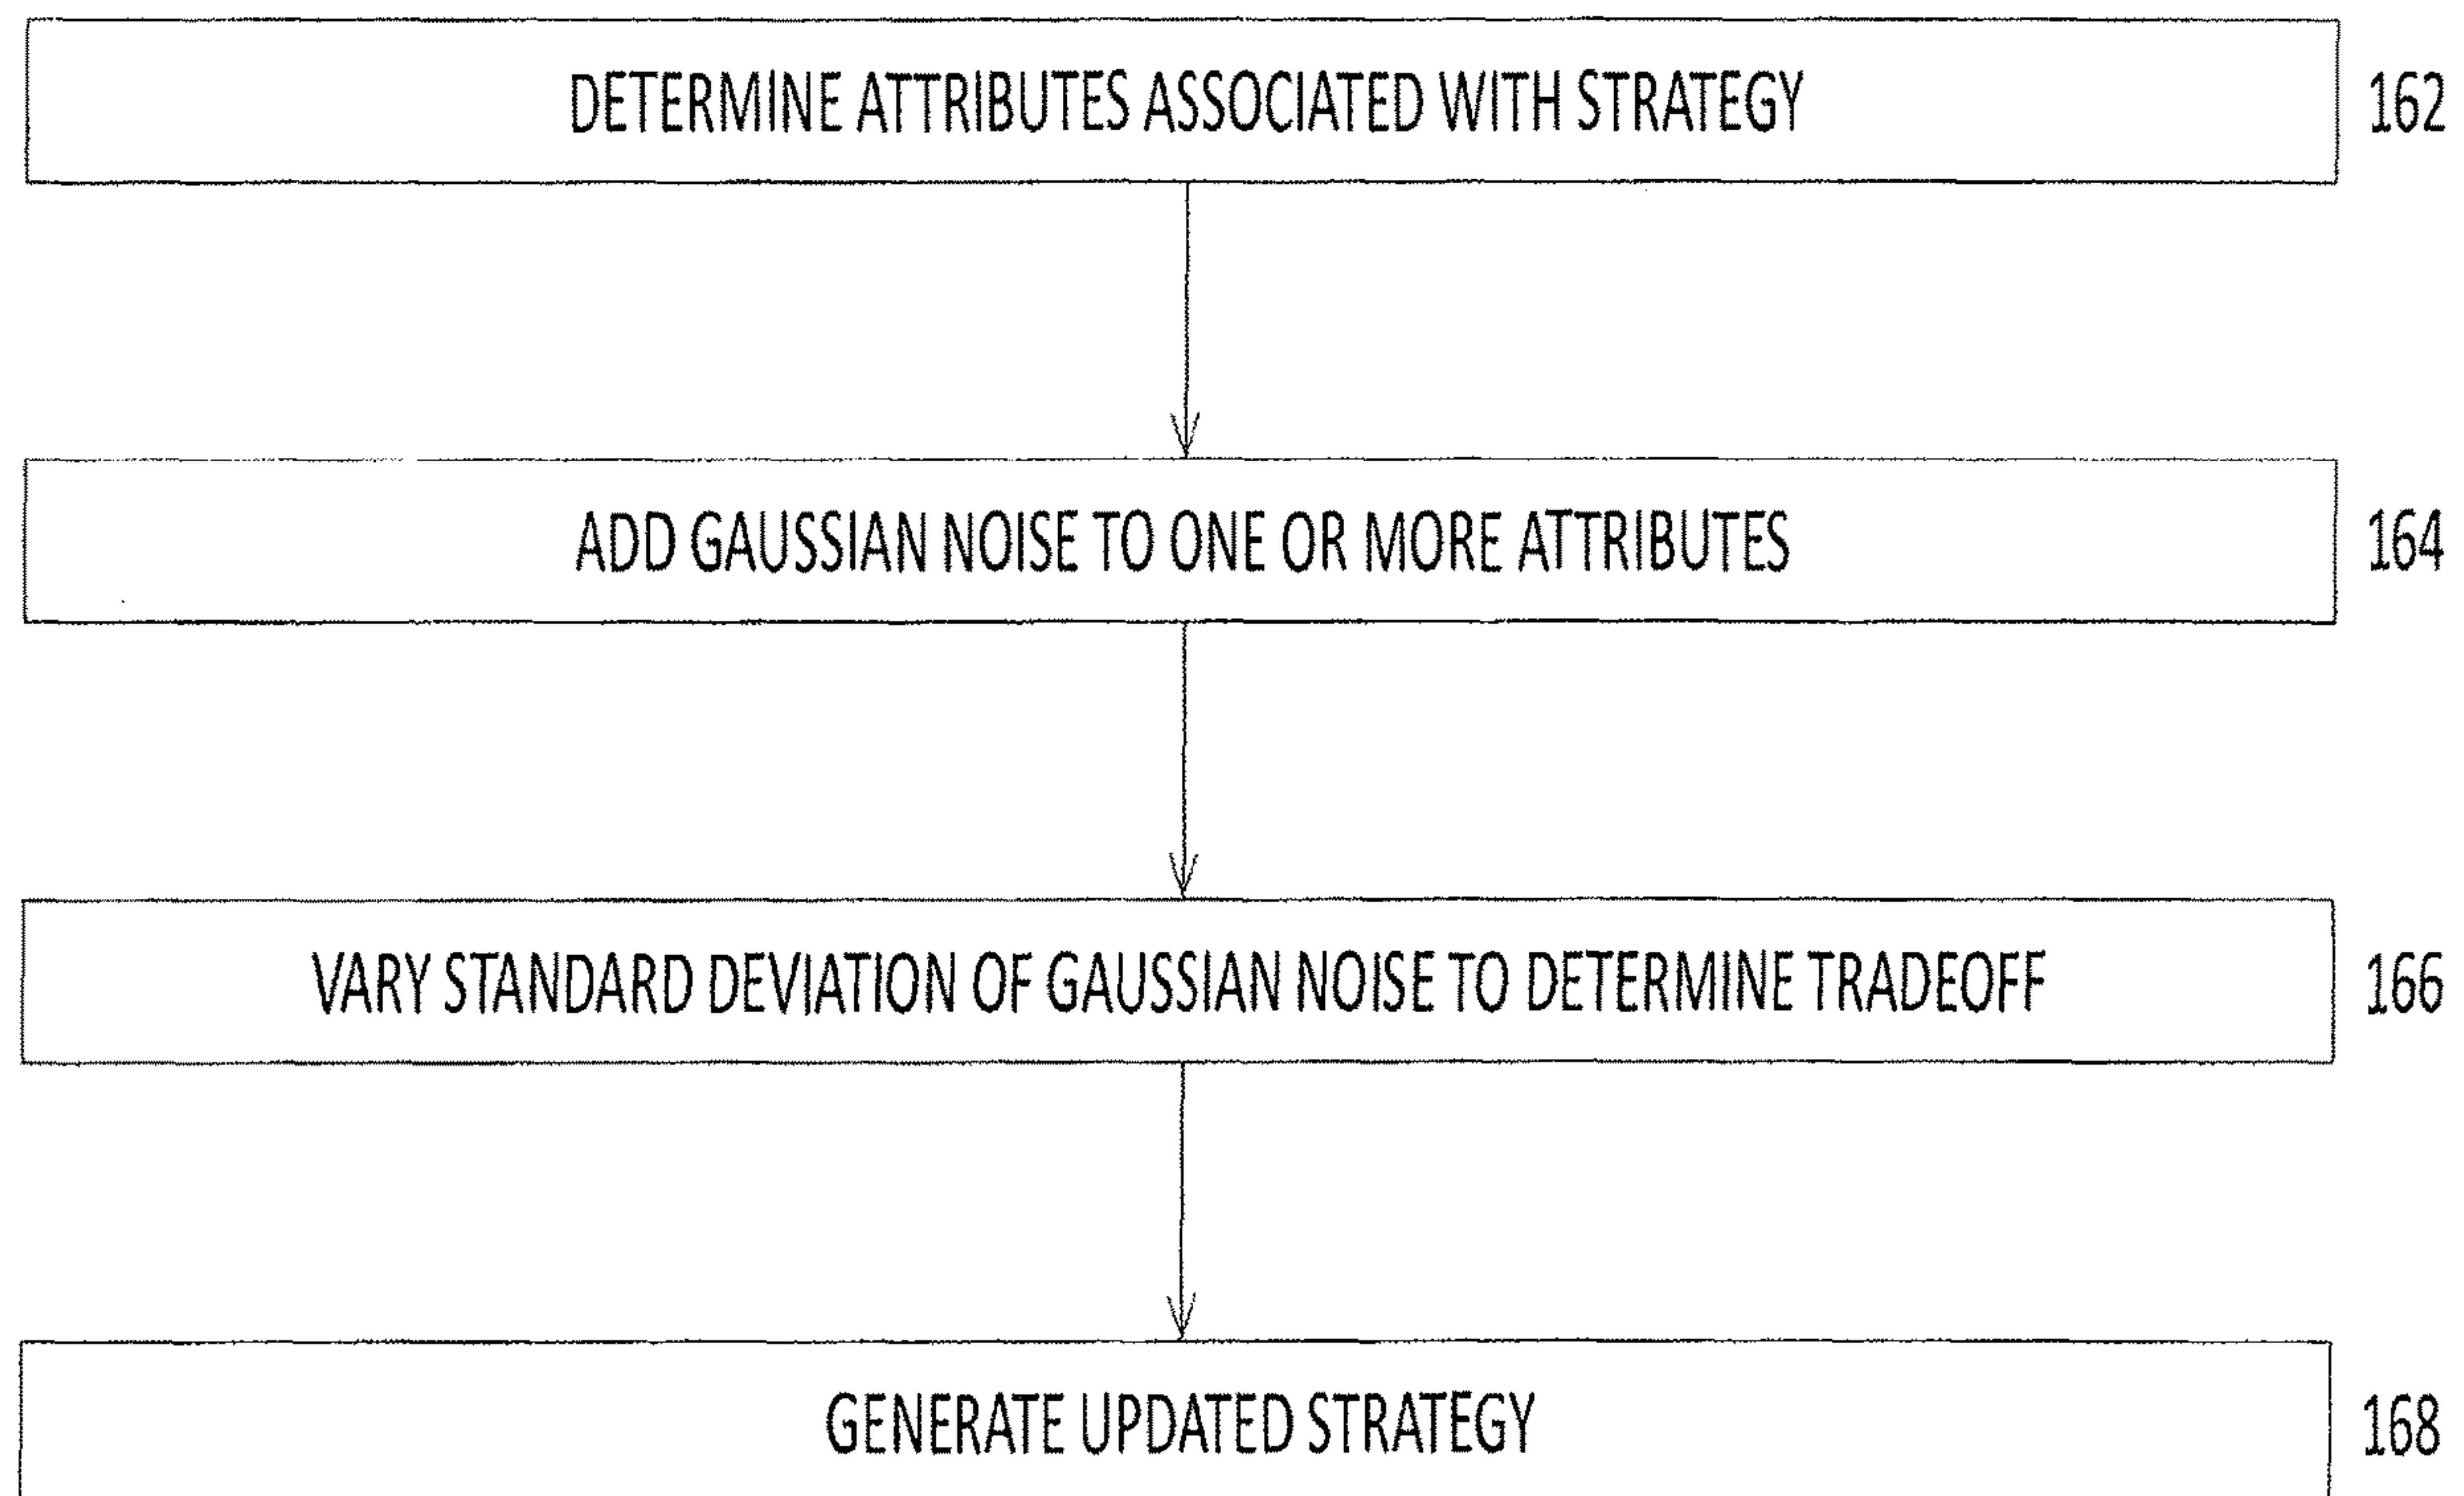 DETERMINE ATTRIBUTES ASSOCIATED WITH STRATEGY 162
ADD GAUSSIAN NOISE TO ONE OR MORE ATTRIBUTES 164
VARY STANDARD DEVIATION OF GAUSSIAN NOISE TO DETERMINE TRADEOFF 166
GENERATE UPDATED STRATEGY 168